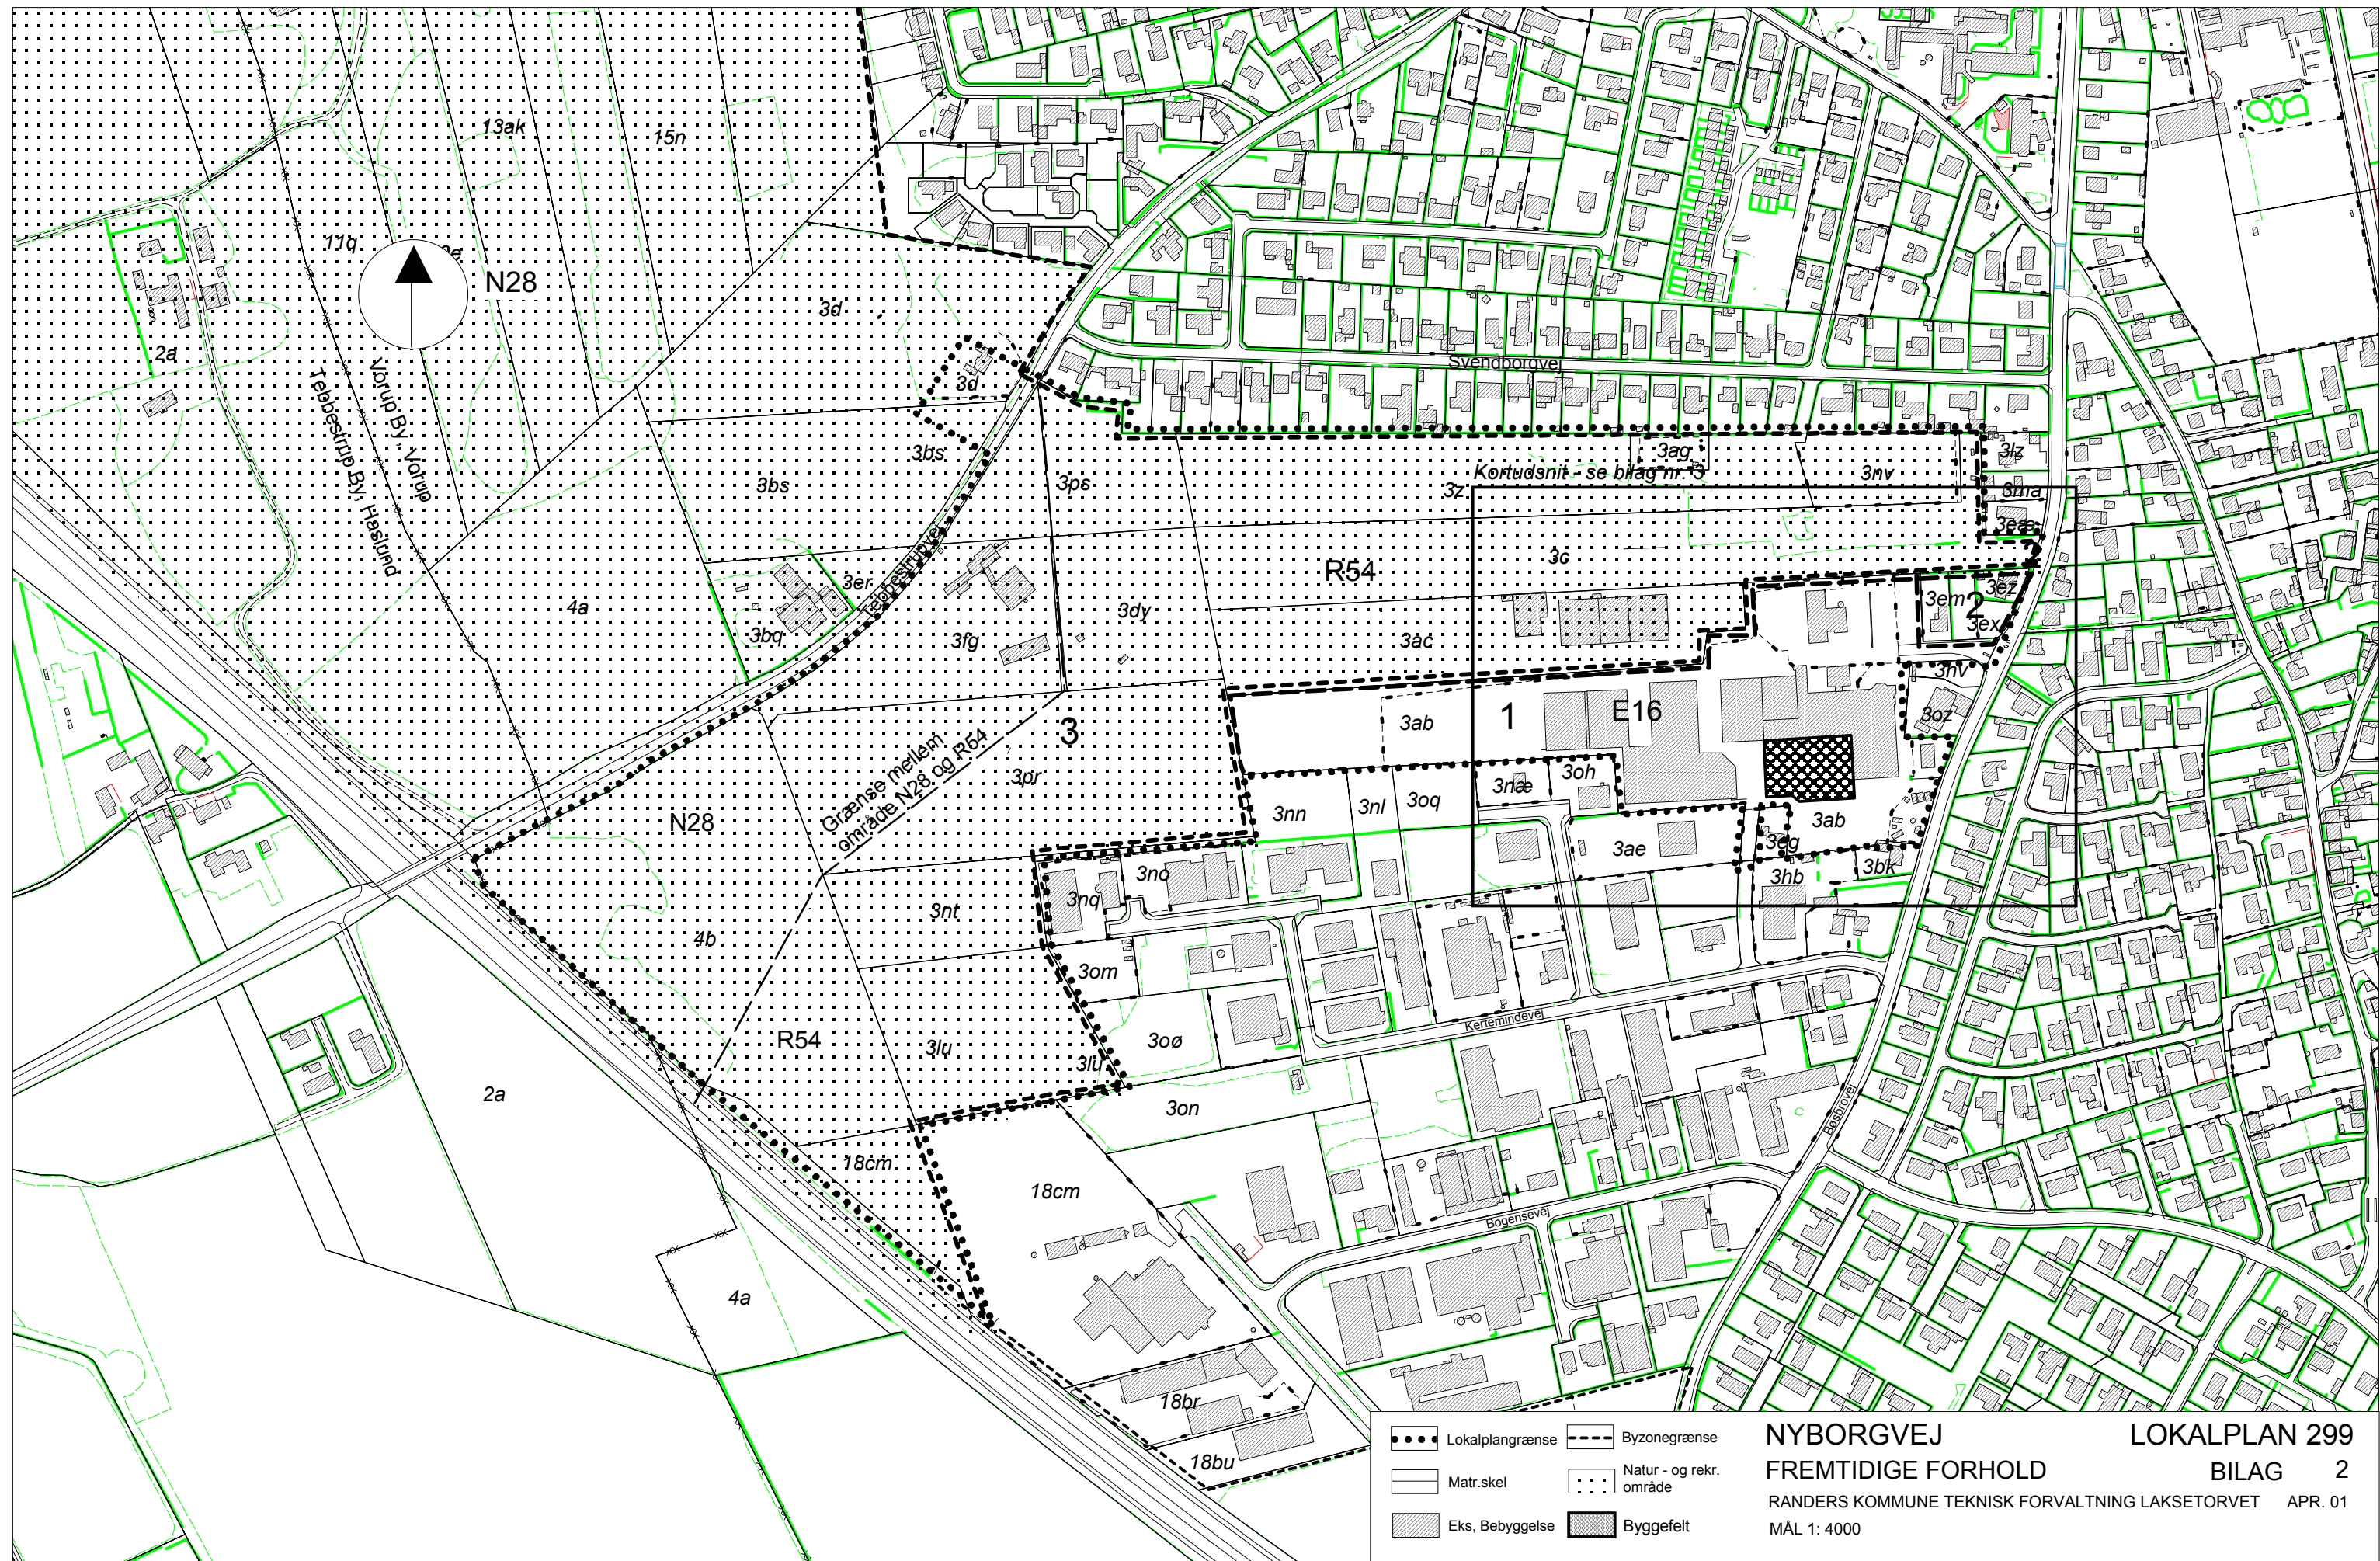 13ak
15n
11q
N28
2a
3d
3d
3bs
3bs
Vorup By, Vorup
Tebbestrup By, Haslund
Svendborgvej
3ag
Kortudsnit - se bilag nr. 3
3z
3nv
3lz
3ma
3eæ
3ps
Tebbestrupvej
3c
R54
3er
3bq
4a
3fg
3dy
3ac
3ez
3em
2
3ex
3nv
3oz
3
3ab
1
E16
Grænse mellem
område N28 og R54
3pr
N28
3nn
3nl
3oq
3næ
3oh
3ae
3ab
3eg
3hb
3bk
3no
3nq
3nt
4b
3om
R54
3lu
3lu
3oø
3on
Kertemindevej
Bøsbrovej
2a
18cm
18cm
Bogensevej
4a
18br
18bu
Lokalplangrænse
Byzonegrænse
Matr.skel
Natur - og rekr.
område
Eks, Bebyggelse
Byggefelt
NYBORGVEJ
LOKALPLAN 299
FREMTIDIGE FORHOLD
BILAG 2
RANDERS KOMMUNE TEKNISK FORVALTNING LAKSETORVET APR. 01
MÅL 1: 4000